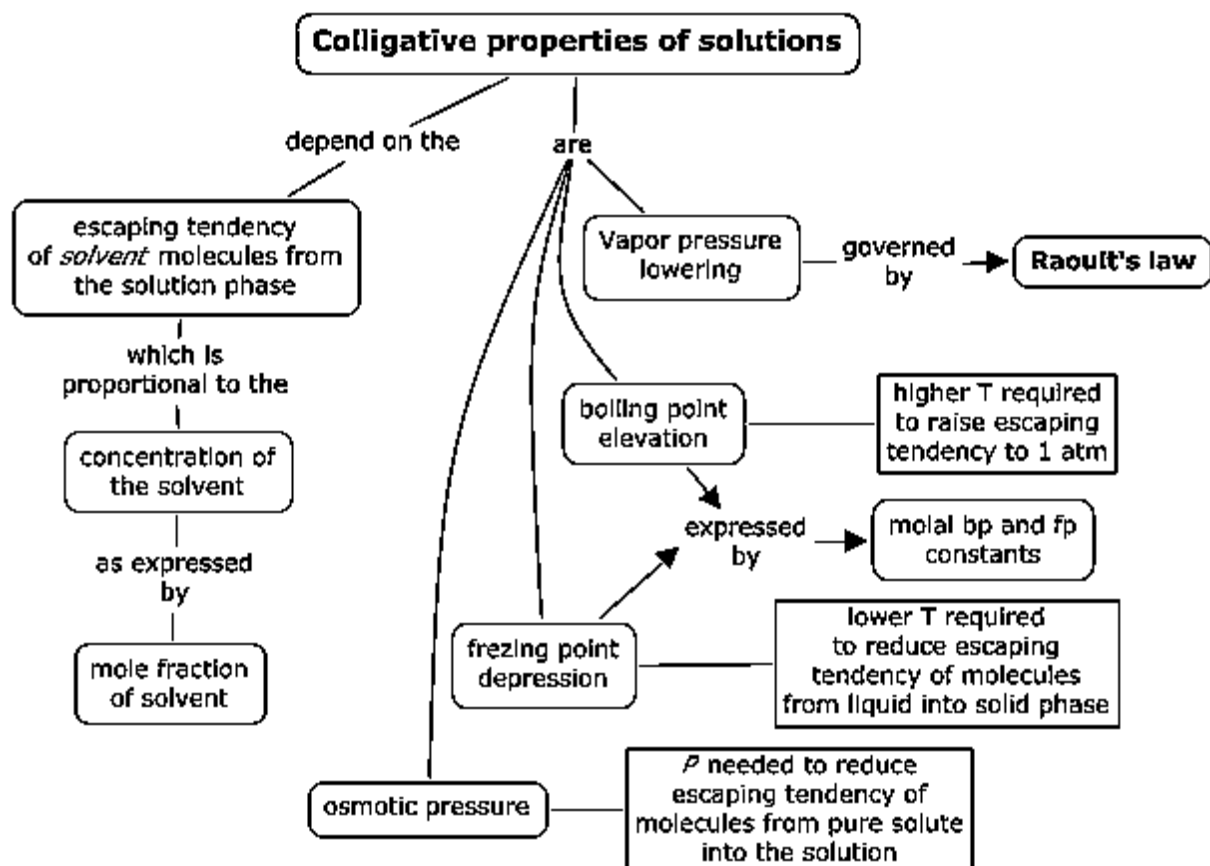 Colligative properties of solutions
depend on the
are
escaping tendency
of solvent molecules from
the solution phase
Vapor pressure
lowering
governed
by
Raoult's law
which is
proportional to the
boiling point
elevation
higher T required
to raise escaping
tendency to 1 atm
concentration of
the solvent
expressed
by
molal bp and fp
constants
as expressed
by
lower T required
to reduce escaping
tendency of molecules
from liquid into solid phase
frezing point
depression
mole fraction
of solvent
osmotic pressure
P needed to reduce
escaping tendency of
molecules from pure solute
into the solution